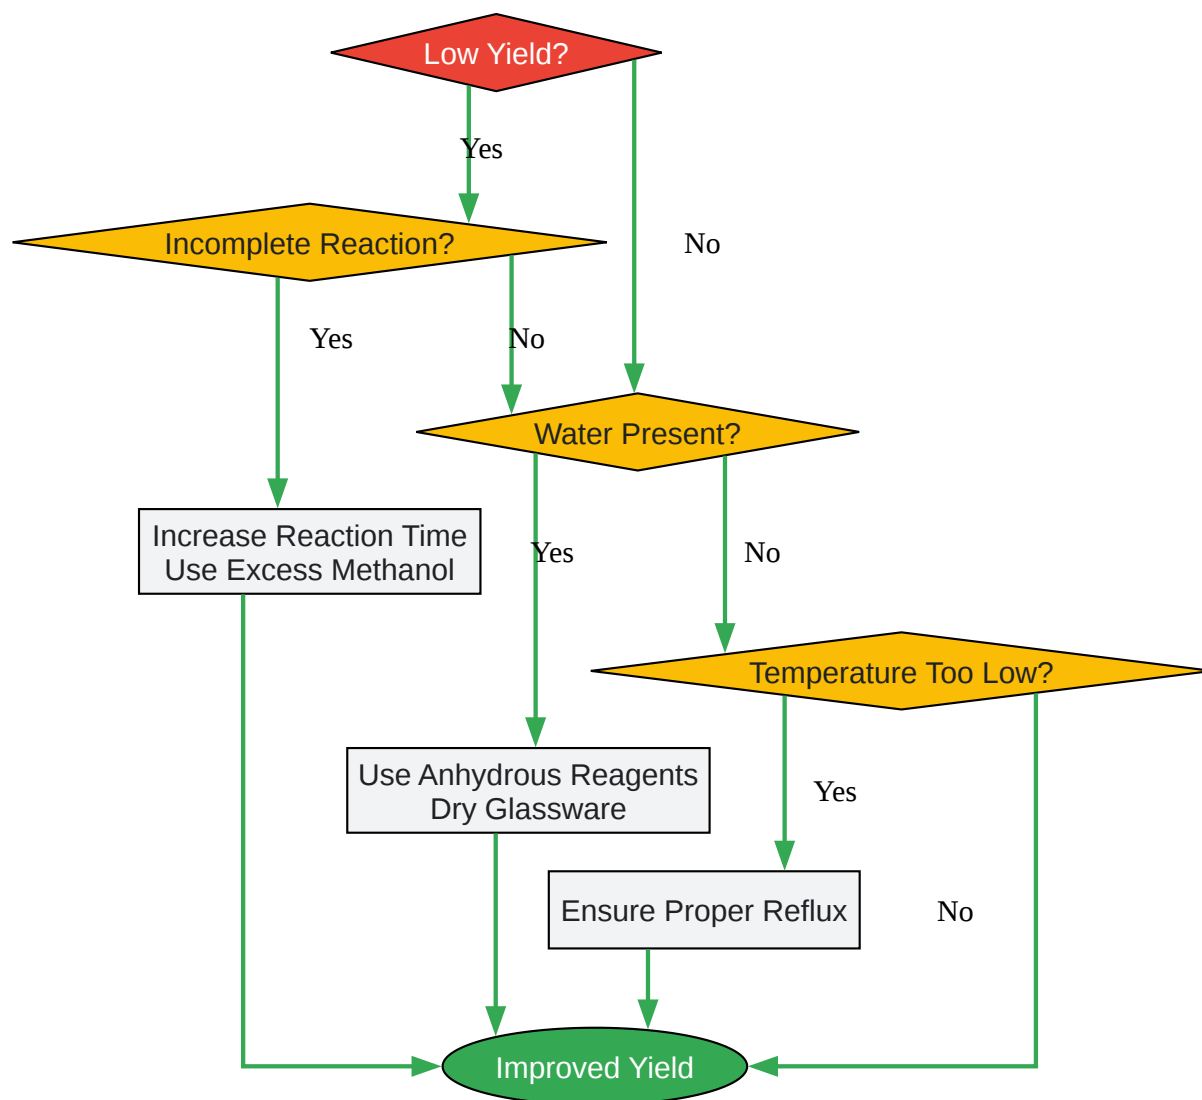 Low Yield?
Yes
Incomplete Reaction?
No
Yes
No
Water Present?
Increase Reaction Time
Use Excess Methanol
Yes
No
Temperature Too Low?
Use Anhydrous Reagents
Dry Glassware
Yes
Ensure Proper Reflux
No
Improved Yield